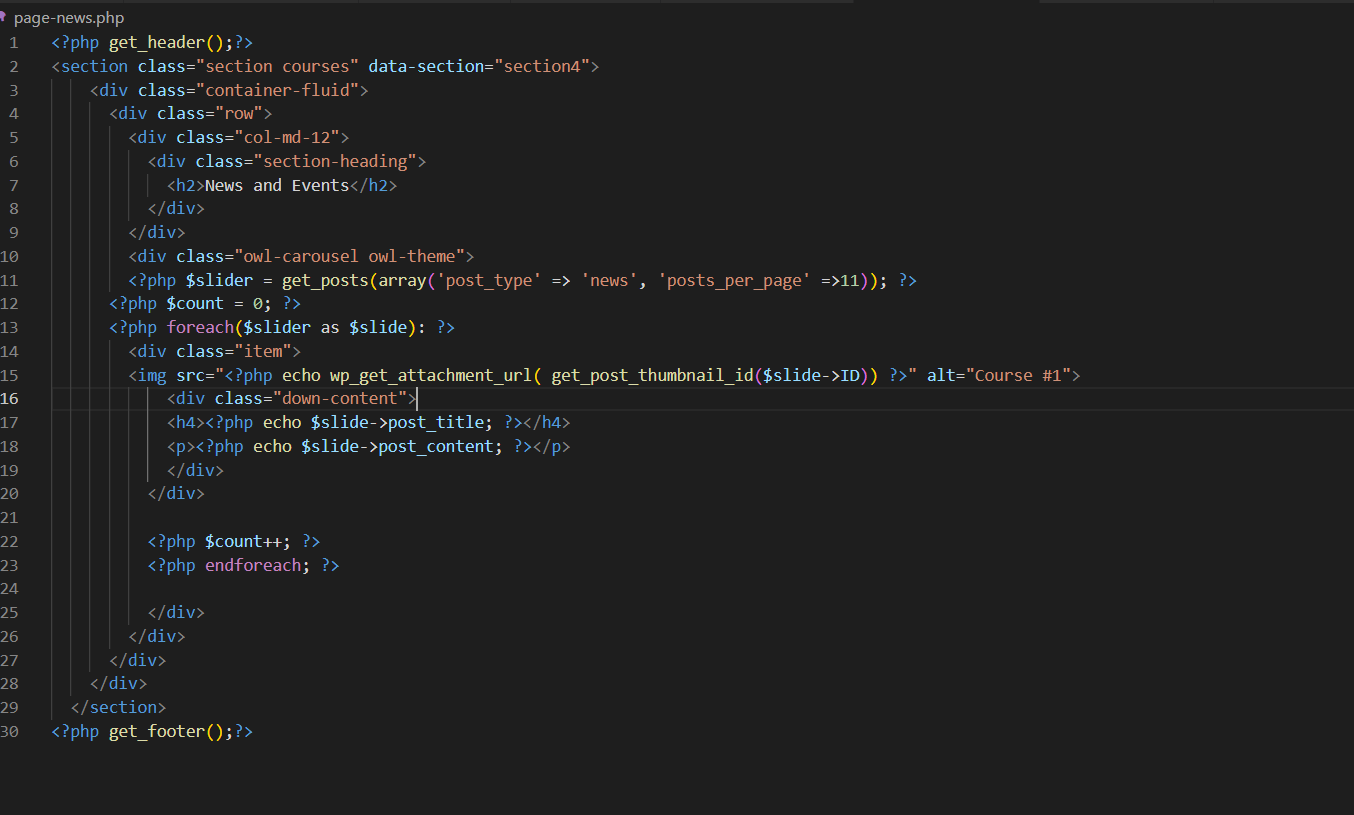 page-news.php
1 <?php get_header();?>
2 <section class="section courses" data-section="section4">
3 <div class="container-fluid">
4 <div class="row">
5 <div class="col-md-12">
6 <div class="section-heading">
7 <h2>News and Events</h2>
8 </div>
9 </div>
10 <div class="owl-carousel owl-theme">
11 <?php $slider = get_posts(array('post_type' => 'news', 'posts_per_page' =>11)); ?>
12 <?php $count = 0; ?>
13 <?php foreach($slider as $slide): ?>
14 <div class="item">
15 <img src="<?php echo wp_get_attachment_url( get_post_thumbnail_id($slide->ID)) ?>" alt="Course #1">
16 <div class="down-content">
17 <h4><?php echo $slide->post_title; ?></h4>
18 <p><?php echo $slide->post_content; ?></p>
19 </div>
20 </div>
21
22 <?php $count++; ?>
23 <?php endforeach; ?>
24
25 </div>
26 </div>
27 </div>
28 </div>
29 </section>
30 <?php get_footer();?>